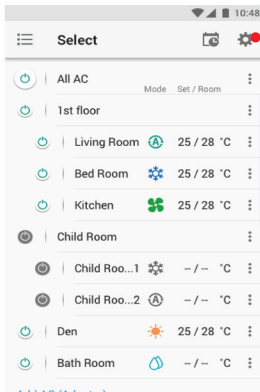 10:48
Select
All AC
Mode Set / Room
1st floor
Living Room A 25 / 28 °C
Bed Room 25 / 28 °C
Kitchen 25 / 28 °C
Child Room
Child Roo...1 -- / -- °C
Child Roo...2 A -- / -- °C
Den 25 / 28 °C
Bath Room -- / -- °C